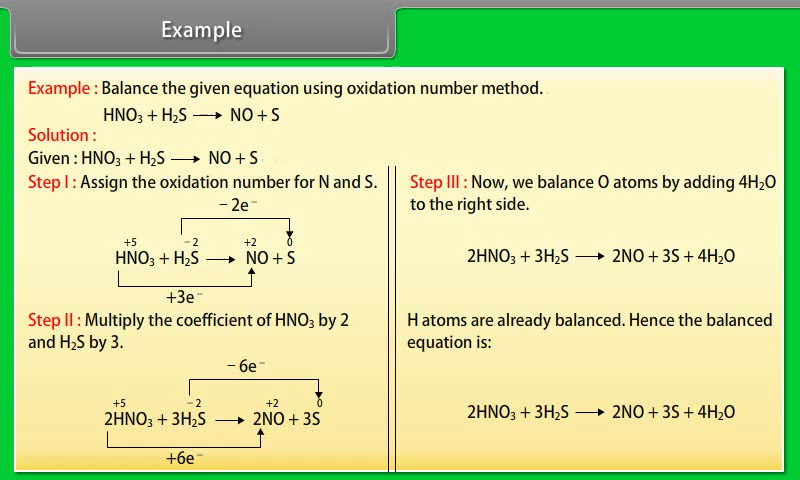 Example
Example : Balance the given equation using oxidation number method.
HNO₃ + H₂S ⟶ NO + S
Solution :
Given : HNO₃ + H₂S ⟶ NO + S
Step I : Assign the oxidation number for N and S.
– 2e⁻
+5 –2 +2 0
HNO₃ + H₂S ⟶ NO + S
+3e⁻
Step II : Multiply the coefficient of HNO₃ by 2
and H₂S by 3.
– 6e⁻
+5 –2 +2 0
2HNO₃ + 3H₂S ⟶ 2NO + 3S
+6e⁻
Step III : Now, we balance O atoms by adding 4H₂O
to the right side.
2HNO₃ + 3H₂S ⟶ 2NO + 3S + 4H₂O
H atoms are already balanced. Hence the balanced
equation is:
2HNO₃ + 3H₂S ⟶ 2NO + 3S + 4H₂O